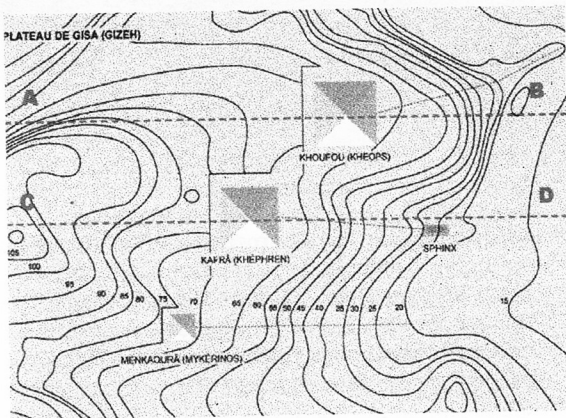 PLATEAU DE GISA (GIZEH)
A
B
KHOUFOU (KHEOPS)
C
D
SPHINX
KAFRÂ (KHÉPHREN)
105
100
95
90 85 80 75 70 65 60 55 50 45 40 35 30 25 20 15
MENKAOURÂ (MYKÉRINOS)